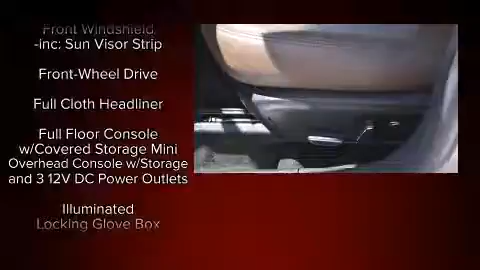 Front Windshield
-inc: Sun Visor Strip
Front-Wheel Drive
Full Cloth Headliner
Full Floor Console
w/Covered Storage Mini
Overhead Console w/Storage
and 3 12V DC Power Outlets
Illuminated
Locking Glove Box